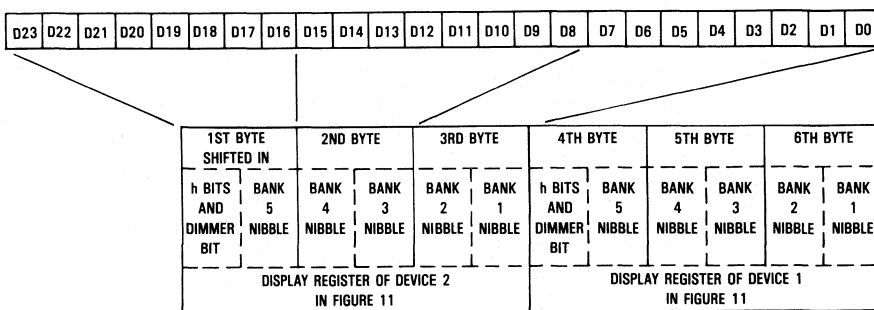 D23 D22 D21 D20 D19 D18 D17 D16 D15 D14 D13 D12 D11 D10 D9 D8 D7 D6 D5 D4 D3 D2 D1 D0
1ST BYTE SHIFTED IN 2ND BYTE 3RD BYTE 4TH BYTE 5TH BYTE 6TH BYTE
h BITS AND DIMMER BIT
BANK 5 NIBBLE
BANK 4 NIBBLE
BANK 3 NIBBLE
BANK 2 NIBBLE
BANK 1 NIBBLE
h BITS AND DIMMER BIT
BANK 5 NIBBLE
BANK 4 NIBBLE
BANK 3 NIBBLE
BANK 2 NIBBLE
BANK 1 NIBBLE
DISPLAY REGISTER OF DEVICE 2
IN FIGURE 11
DISPLAY REGISTER OF DEVICE 1
IN FIGURE 11